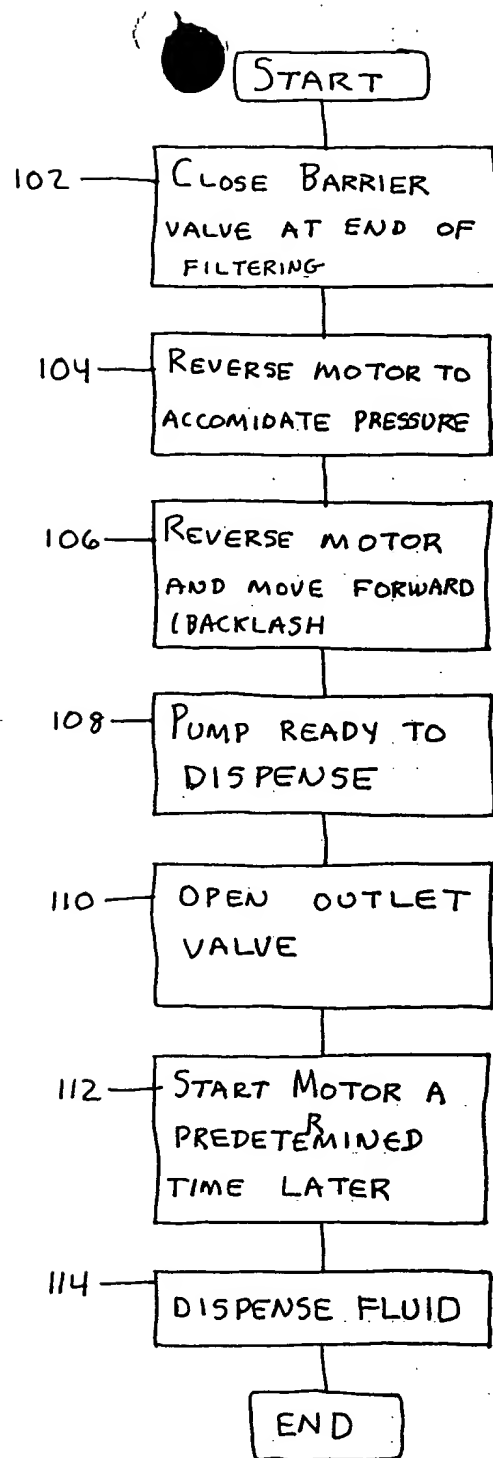 START
102
CLOSE BARRIER
VALVE AT END OF
FILTERING
104
REVERSE MOTOR TO
ACCOMIDATE PRESSURE
106
REVERSE MOTOR
AND MOVE FORWARD
(BACKLASH
108
PUMP READY TO
DISPENSE
110
OPEN OUTLET
VALVE
112
START MOTOR A
PREDETERMINED
TIME LATER
114
DISPENSE FLUID
END